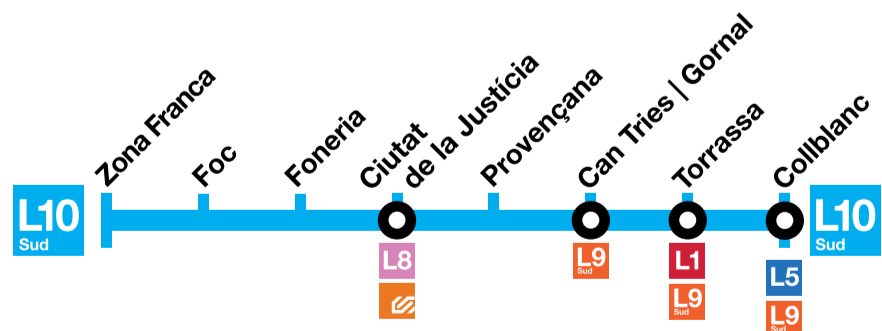 Zona Franca
Foc
Foneria
Ciutat
de la Justícia
Provençana
Can Tries | Gornal
Torrassa
Collblanc
L10
Sud
L10
Sud
L8
L9
Sud
L1
L9
Sud
L5
L9
Sud